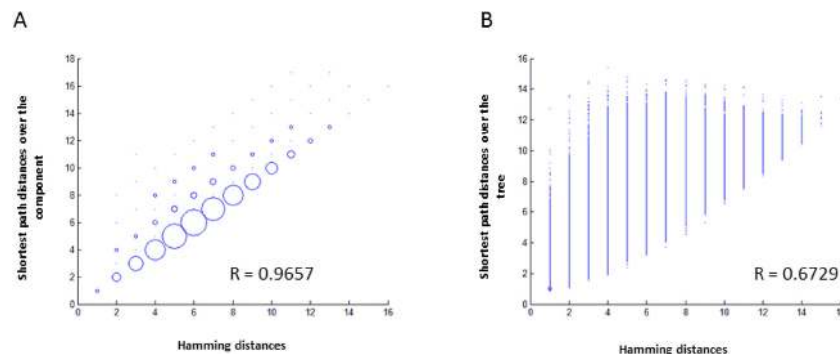 A
B
18
16
14
12
10
8
6
4
2
0
Shortest path distances over the
component
0 2 4 6 8 10 12 14 16
R = 0.9657
Hamming distances
16
14
12
10
8
6
4
2
0
Shortest path distances over the
tree
0 2 4 6 8 10 12 14 16
R = 0.6729
Hamming distances